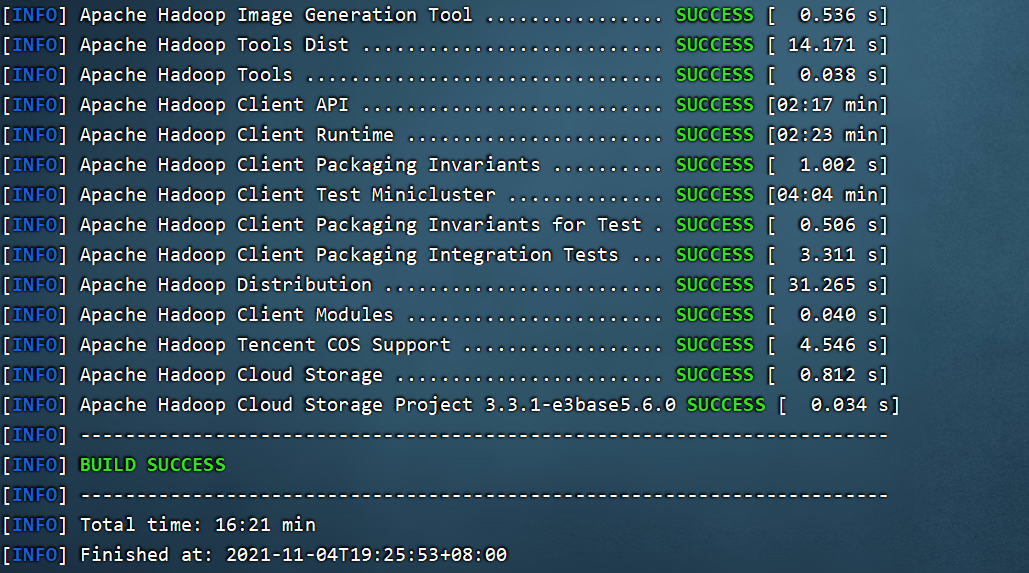 [INFO] Apache Hadoop Image Generation Tool ................ SUCCESS [  0.536 s]
[INFO] Apache Hadoop Tools Dist ........................... SUCCESS [ 14.171 s]
[INFO] Apache Hadoop Tools ................................ SUCCESS [  0.038 s]
[INFO] Apache Hadoop Client API ........................... SUCCESS [02:17 min]
[INFO] Apache Hadoop Client Runtime ....................... SUCCESS [02:23 min]
[INFO] Apache Hadoop Client Packaging Invariants .......... SUCCESS [  1.002 s]
[INFO] Apache Hadoop Client Test Minicluster .............. SUCCESS [04:04 min]
[INFO] Apache Hadoop Client Packaging Invariants for Test . SUCCESS [  0.506 s]
[INFO] Apache Hadoop Client Packaging Integration Tests ... SUCCESS [  3.311 s]
[INFO] Apache Hadoop Distribution ......................... SUCCESS [ 31.265 s]
[INFO] Apache Hadoop Client Modules ....................... SUCCESS [  0.040 s]
[INFO] Apache Hadoop Tencent COS Support .................. SUCCESS [  4.546 s]
[INFO] Apache Hadoop Cloud Storage ........................ SUCCESS [  0.812 s]
[INFO] Apache Hadoop Cloud Storage Project 3.3.1-e3base5.6.0 SUCCESS [  0.034 s]
[INFO] ------------------------------------------------------------------------
[INFO] BUILD SUCCESS
[INFO] ------------------------------------------------------------------------
[INFO] Total time: 16:21 min
[INFO] Finished at: 2021-11-04T19:25:53+08:00